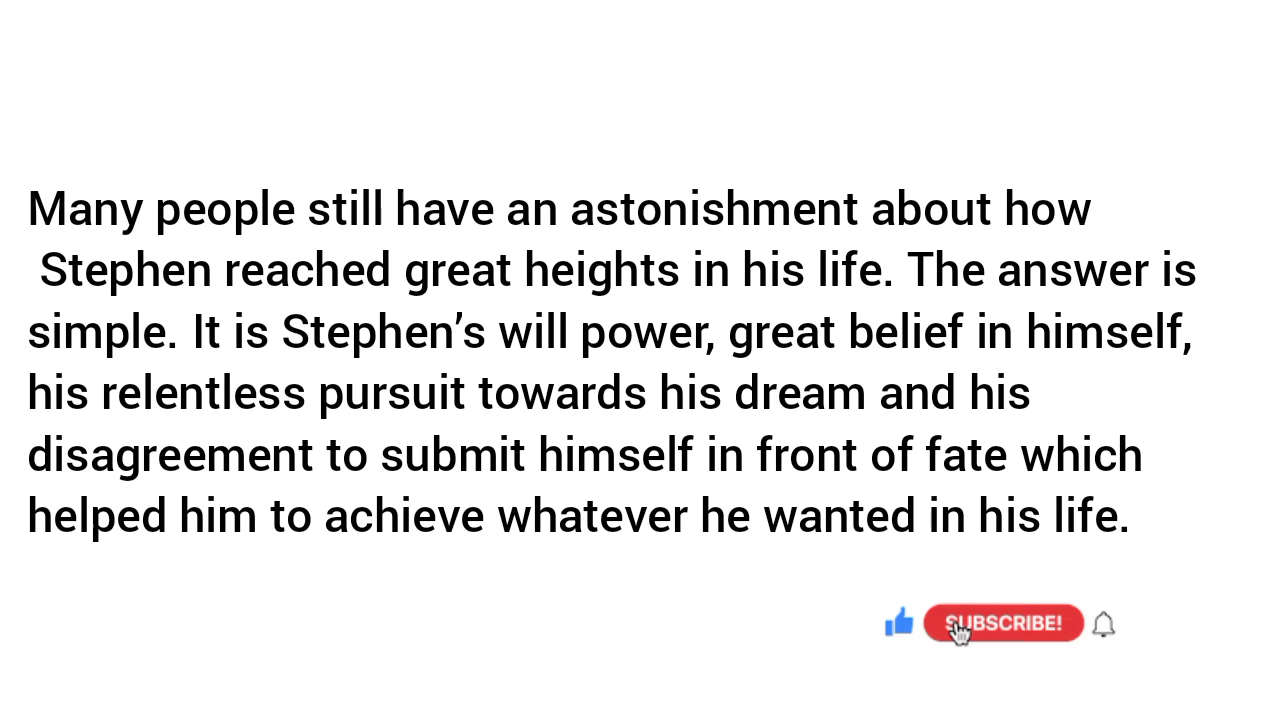 Many people still have an astonishment about how
Stephen reached great heights in his life. The answer is
simple. It is Stephen’s will power, great belief in himself,
his relentless pursuit towards his dream and his
disagreement to submit himself in front of fate which
helped him to achieve whatever he wanted in his life.
SUBSCRIBE!